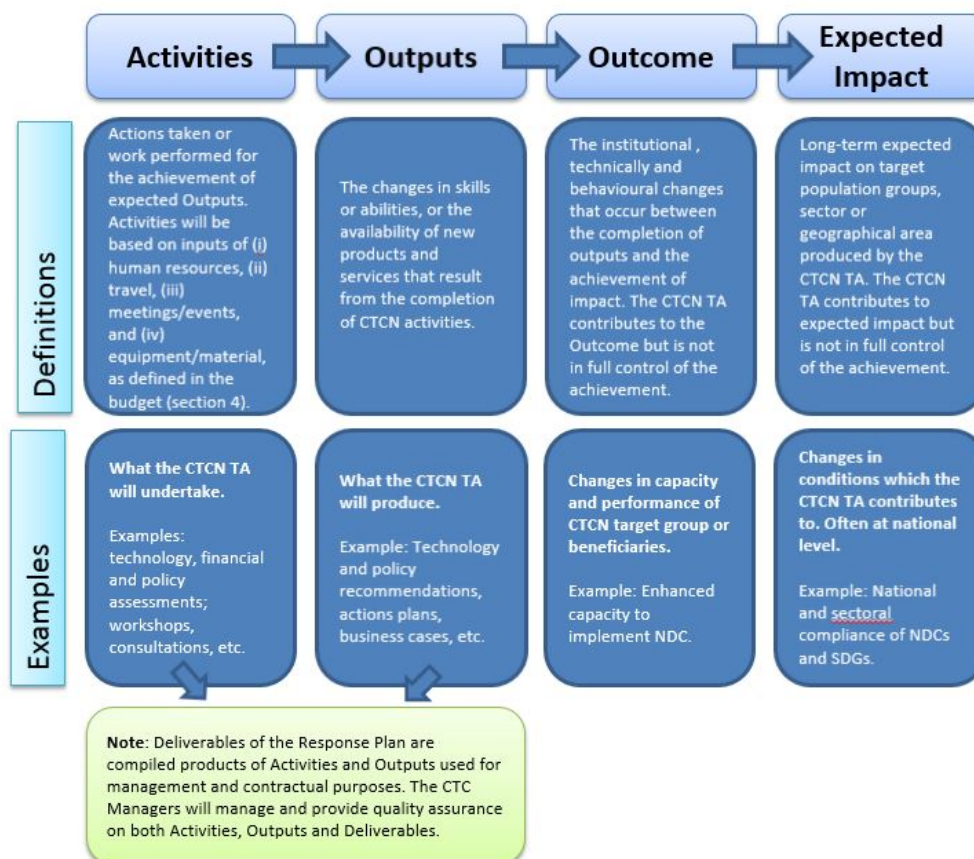 Activities
Outputs
Outcome
Expected
Impact
Definitions
Actions taken or
work performed for
the achievement of
expected Outputs.
Activities will be
based on inputs of (i)
human resources, (ii)
travel, (iii)
meetings/events,
and (iv)
equipment/material,
as defined in the
budget (section 4).
The changes in skills
or abilities, or the
availability of new
products and
services that result
from the completion
of CTCN activities.
The institutional ,
technically and
behavioural changes
that occur between
the completion of
outputs and the
achievement of
impact. The CTCN TA
contributes to the
Outcome but is not
in full control of the
achievement.
Long-term expected
impact on target
population groups,
sector or
geographical area
produced by the
CTCN TA. The CTCN
TA contributes to
expected impact but
is not in full control
of the achievement.
Examples
What the CTCN TA
will undertake.
Examples:
technology, financial
and policy
assessments;
workshops,
consultations, etc.
What the CTCN TA
will produce.
Example: Technology
and policy
recommendations,
actions plans,
business cases, etc.
Changes in capacity
and performance of
CTCN target group or
beneficiaries.
Example: Enhanced
capacity to
implement NDC.
Changes in
conditions which the
CTCN TA contributes
to. Often at national
level.
Example: National
and sectoral
compliance of NDCs
and SDGs.
Note: Deliverables of the Response Plan are
compiled products of Activities and Outputs used for
management and contractual purposes. The CTC
Managers will manage and provide quality assurance
on both Activities, Outputs and Deliverables.